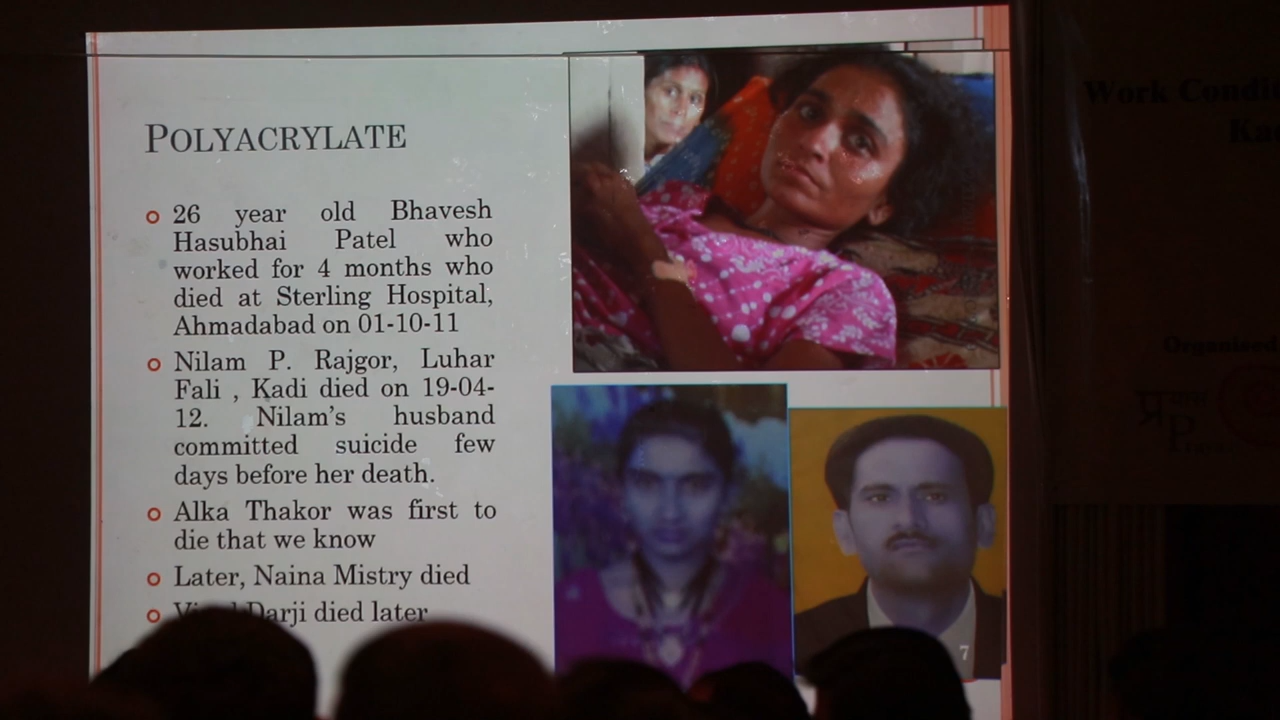 POLYACRYLATE
26 year old Bhavesh
Hasubhai Patel who
worked for 4 months who
died at Sterling Hospital,
Ahmadabad on 01-10-11
Nilam P. Rajgor, Luhar
Fali , Kadi died on 19-04-
12. Nilam's husband
committed suicide few
days before her death.
Alka Thakor was first to
die that we know
Later, Naina Mistry died
Darji died later
7
Work